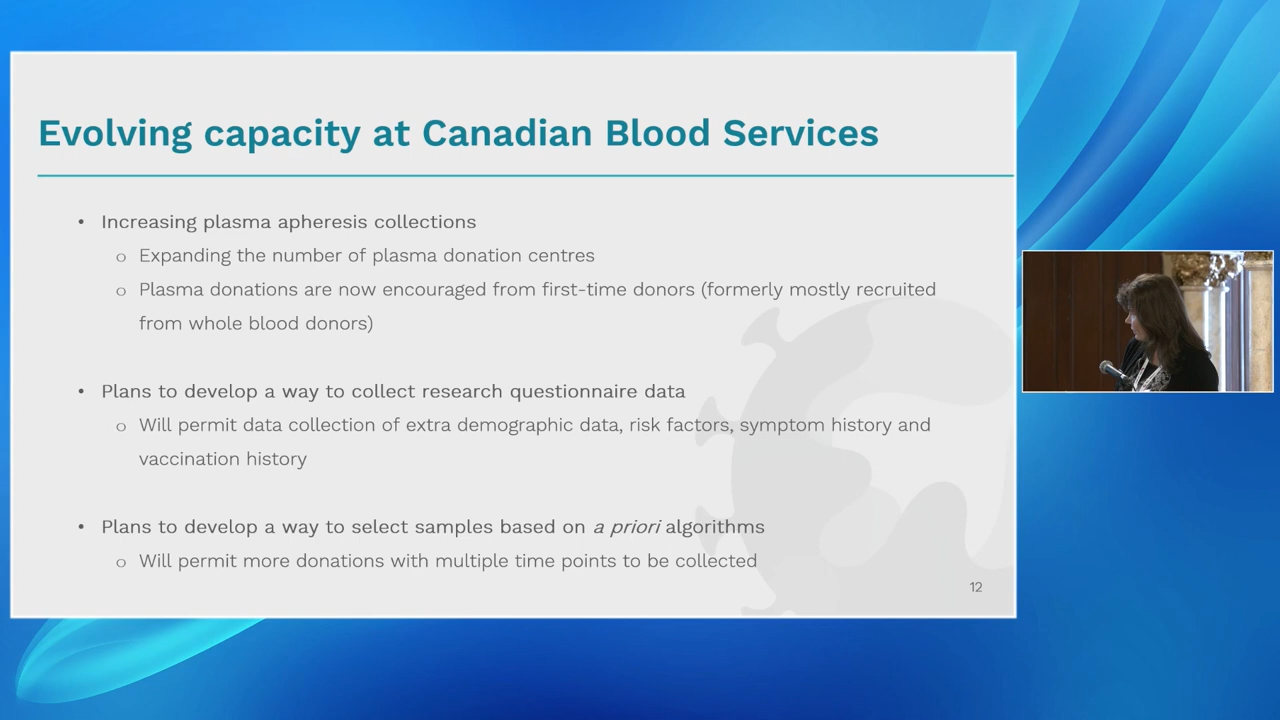 Evolving capacity at Canadian Blood Services
• Increasing plasma apheresis collections
o Expanding the number of plasma donation centres
o Plasma donations are now encouraged from first-time donors (formerly mostly recruited
from whole blood donors)
• Plans to develop a way to collect research questionnaire data
o Will permit data collection of extra demographic data, risk factors, symptom history and
vaccination history
• Plans to develop a way to select samples based on a priori algorithms
o Will permit more donations with multiple time points to be collected
12